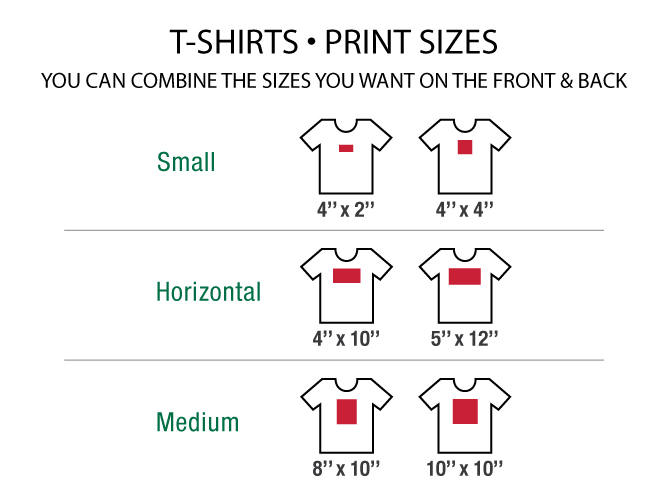 T-SHIRTS • PRINT SIZES
YOU CAN COMBINE THE SIZES YOU WANT ON THE FRONT & BACK
Small
4’’ x 2’’
4’’ x 4’’
Horizontal
4’’ x 10’’
5’’ x 12’’
Medium
8’’ x 10’’
10’’ x 10’’